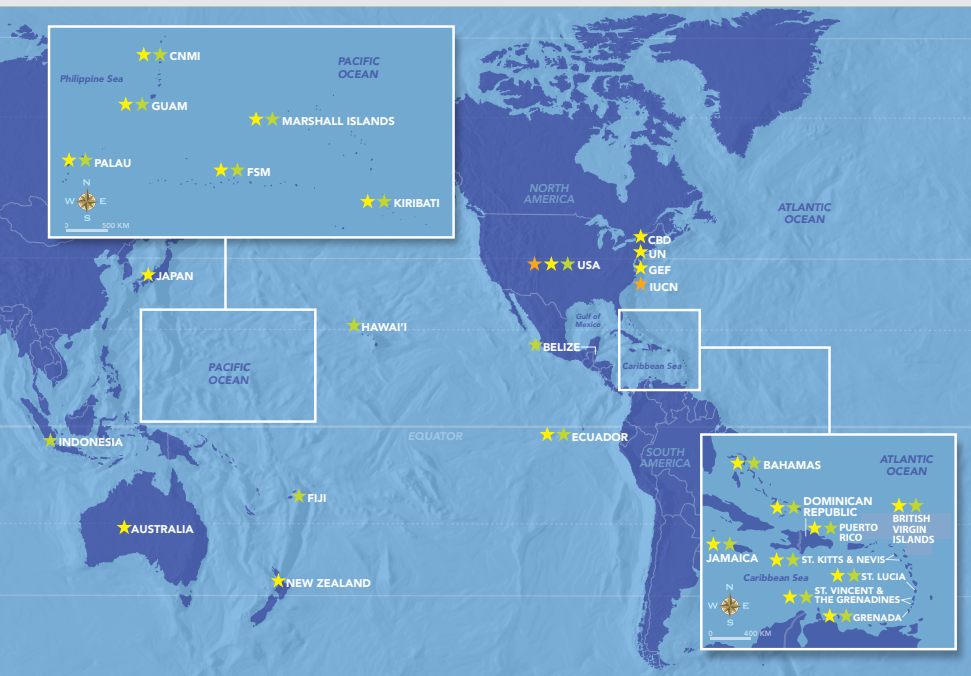 CNMI
PACIFIC
OCEAN
Philippine Sea
GUAM
MARSHALL ISLANDS
PALAU
FSM
N
W E
S
KIRIBATI
0 500 KM
NORTH
AMERICA
ATLANTIC
OCEAN
CBD
UN
GEF
IUCN
USA
JAPAN
HAWAI'I
Gulf of
Mexico
BELIZE
Caribbean Sea
PACIFIC
OCEAN
INDONESIA
EQUATOR
ECUADOR
SOUTH
AMERICA
FIJI
AUSTRALIA
NEW ZEALAND
BAHAMAS
ATLANTIC
OCEAN
DOMINICAN
REPUBLIC
PUERTO
RICO
BRITISH
VIRGIN
ISLANDS
JAMAICA
ST. KITTS & NEVIS
Caribbean Sea
ST. LUCIA
ST. VINCENT &
THE GRENADINES
GRENADA
N
W E
S
0 400 KM